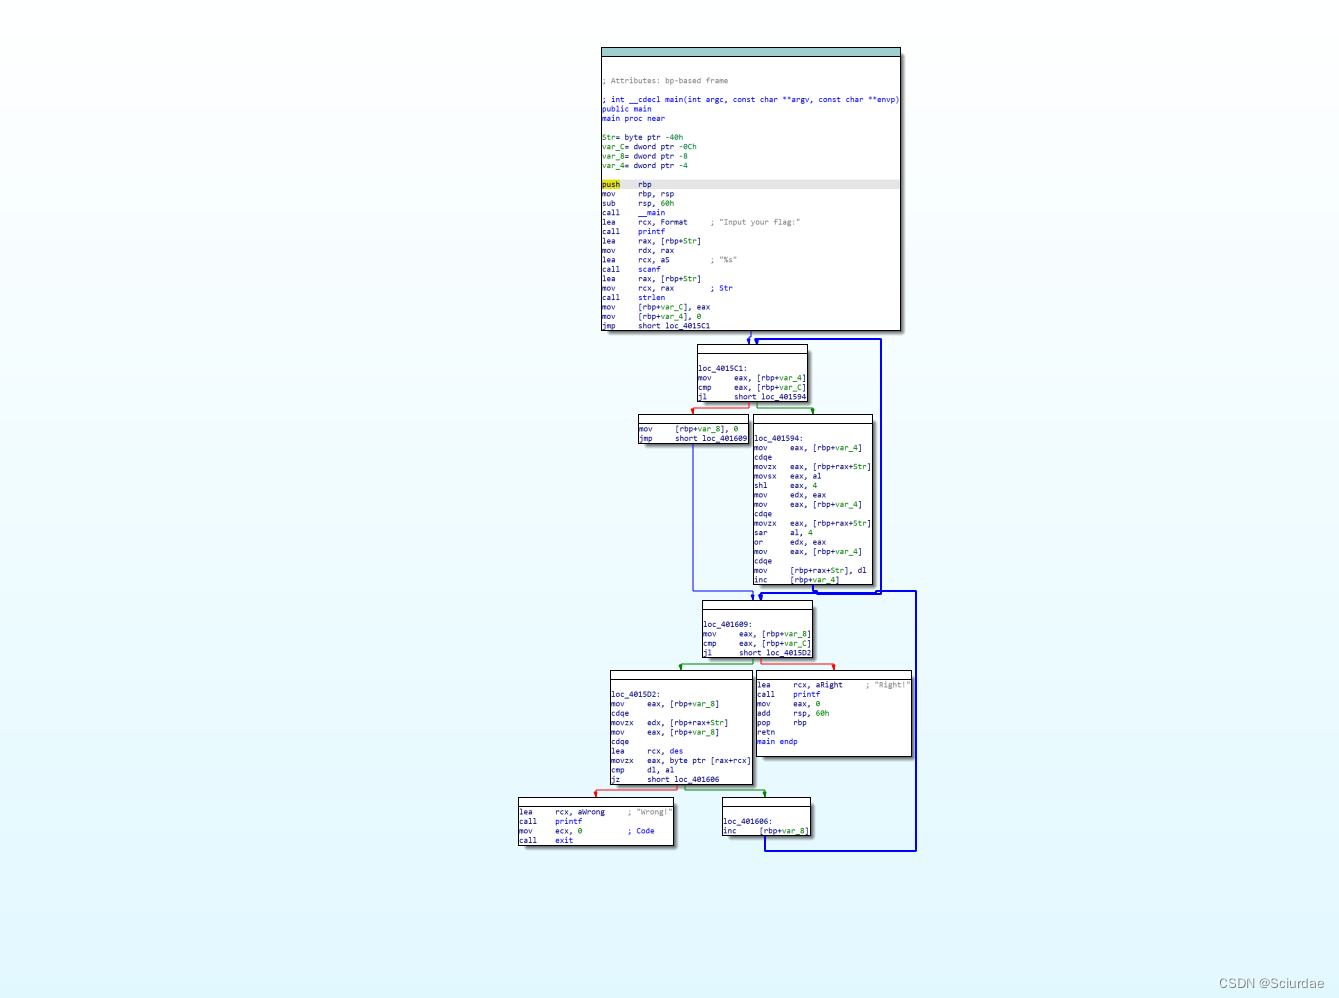 ; Attributes: bp-based frame
; int __cdecl main(int argc, const char **argv, const char **envp)
public main
main proc near
Str= byte ptr -40h
var_C= dword ptr -0Ch
var_8= dword ptr -8
var_4= dword ptr -4
push rbp
mov rbp, rsp
sub rsp, 60h
call __main
lea rcx, Format ; "Input your flag:"
call printf
lea rax, [rbp+Str]
mov rdx, rax
lea rcx, aS ; "%s"
call scanf
lea rax, [rbp+Str]
mov rcx, rax ; Str
call strlen
mov [rbp+var_C], eax
mov [rbp+var_4], 0
jmp short loc_4015C1
loc_4015C1:
mov eax, [rbp+var_4]
cmp eax, [rbp+var_C]
jl short loc_401594
mov [rbp+var_8], 0
jmp short loc_401609
loc_401594:
mov eax, [rbp+var_4]
cdqe
movzx eax, [rbp+rax+Str]
movsx eax, al
shl eax, 4
mov edx, eax
mov eax, [rbp+var_4]
cdqe
movzx eax, [rbp+rax+Str]
sar al, 4
or edx, eax
mov eax, [rbp+var_4]
cdqe
mov [rbp+rax+Str], dl
inc [rbp+var_4]
loc_401609:
mov eax, [rbp+var_8]
cmp eax, [rbp+var_C]
jl short loc_4015D2
loc_4015D2:
mov eax, [rbp+var_8]
cdqe
movzx edx, [rbp+rax+Str]
mov eax, [rbp+var_8]
cdqe
lea rcx, des
movzx eax, byte ptr [rax+rcx]
cmp dl, al
jz short loc_401606
lea rcx, aRight ; "Right!"
call printf
mov eax, 0
add rsp, 60h
pop rbp
retn
main endp
lea rcx, aWrong ; "Wrong!"
call printf
mov ecx, 0 ; Code
call exit
loc_401606:
inc [rbp+var_8]
CSDN @Sciurdae